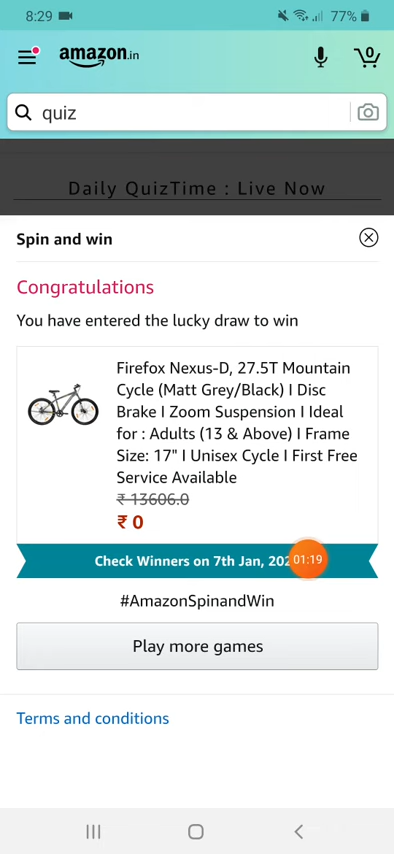 8:29 77%
amazon.in 0
quiz
Daily QuizTime : Live Now
Spin and win
Congratulations
You have entered the lucky draw to win
Firefox Nexus-D, 27.5T Mountain
Cycle (Matt Grey/Black) I Disc
Brake I Zoom Suspension I Ideal
for : Adults (13 & Above) I Frame
Size: 17" I Unisex Cycle I First Free
Service Available
₹ 13606.0
₹ 0
Check Winners on 7th Jan, 01:19
#AmazonSpinandWin
Play more games
Terms and conditions